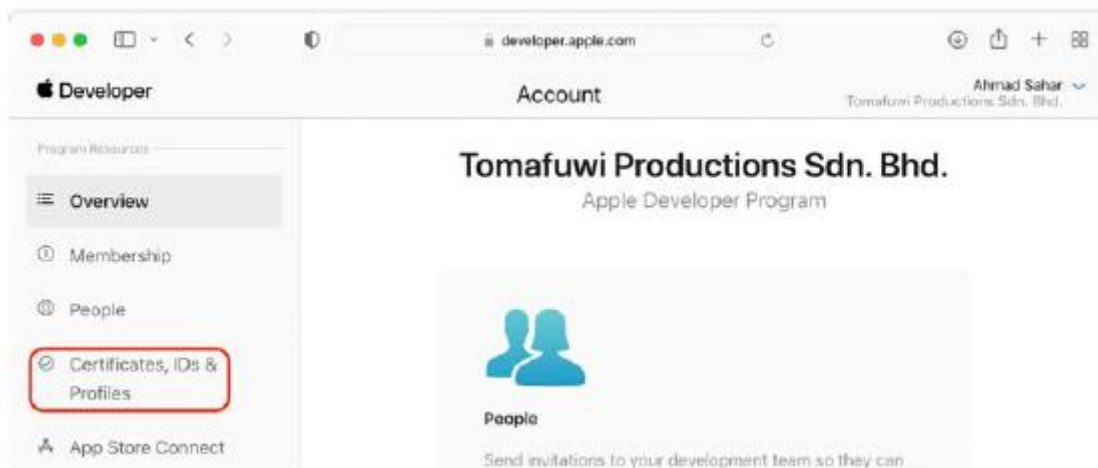 developer.apple.com
Developer
Account
Ahmad Sahar
Tomafuwi Productions Sdn. Bhd.
Program Resources
Overview
Membership
People
Certificates, IDs &
Profiles
App Store Connect
Tomafuwi Productions Sdn. Bhd.
Apple Developer Program
People
Send invitations to your development team so they can